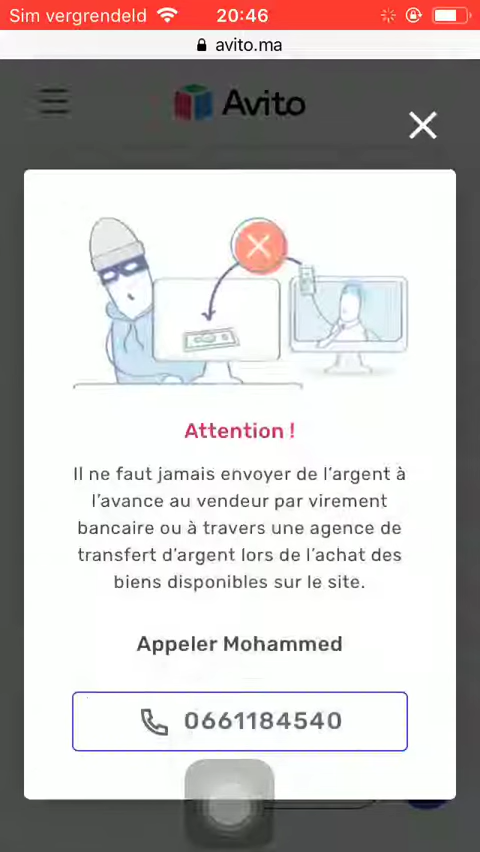 Sim vergrendeld 20:46
avito.ma
Avito
Attention !
Il ne faut jamais envoyer de l'argent à
l'avance au vendeur par virement
bancaire ou à travers une agence de
transfert d'argent lors de l'achat des
biens disponibles sur le site.
Appeler Mohammed
0661184540